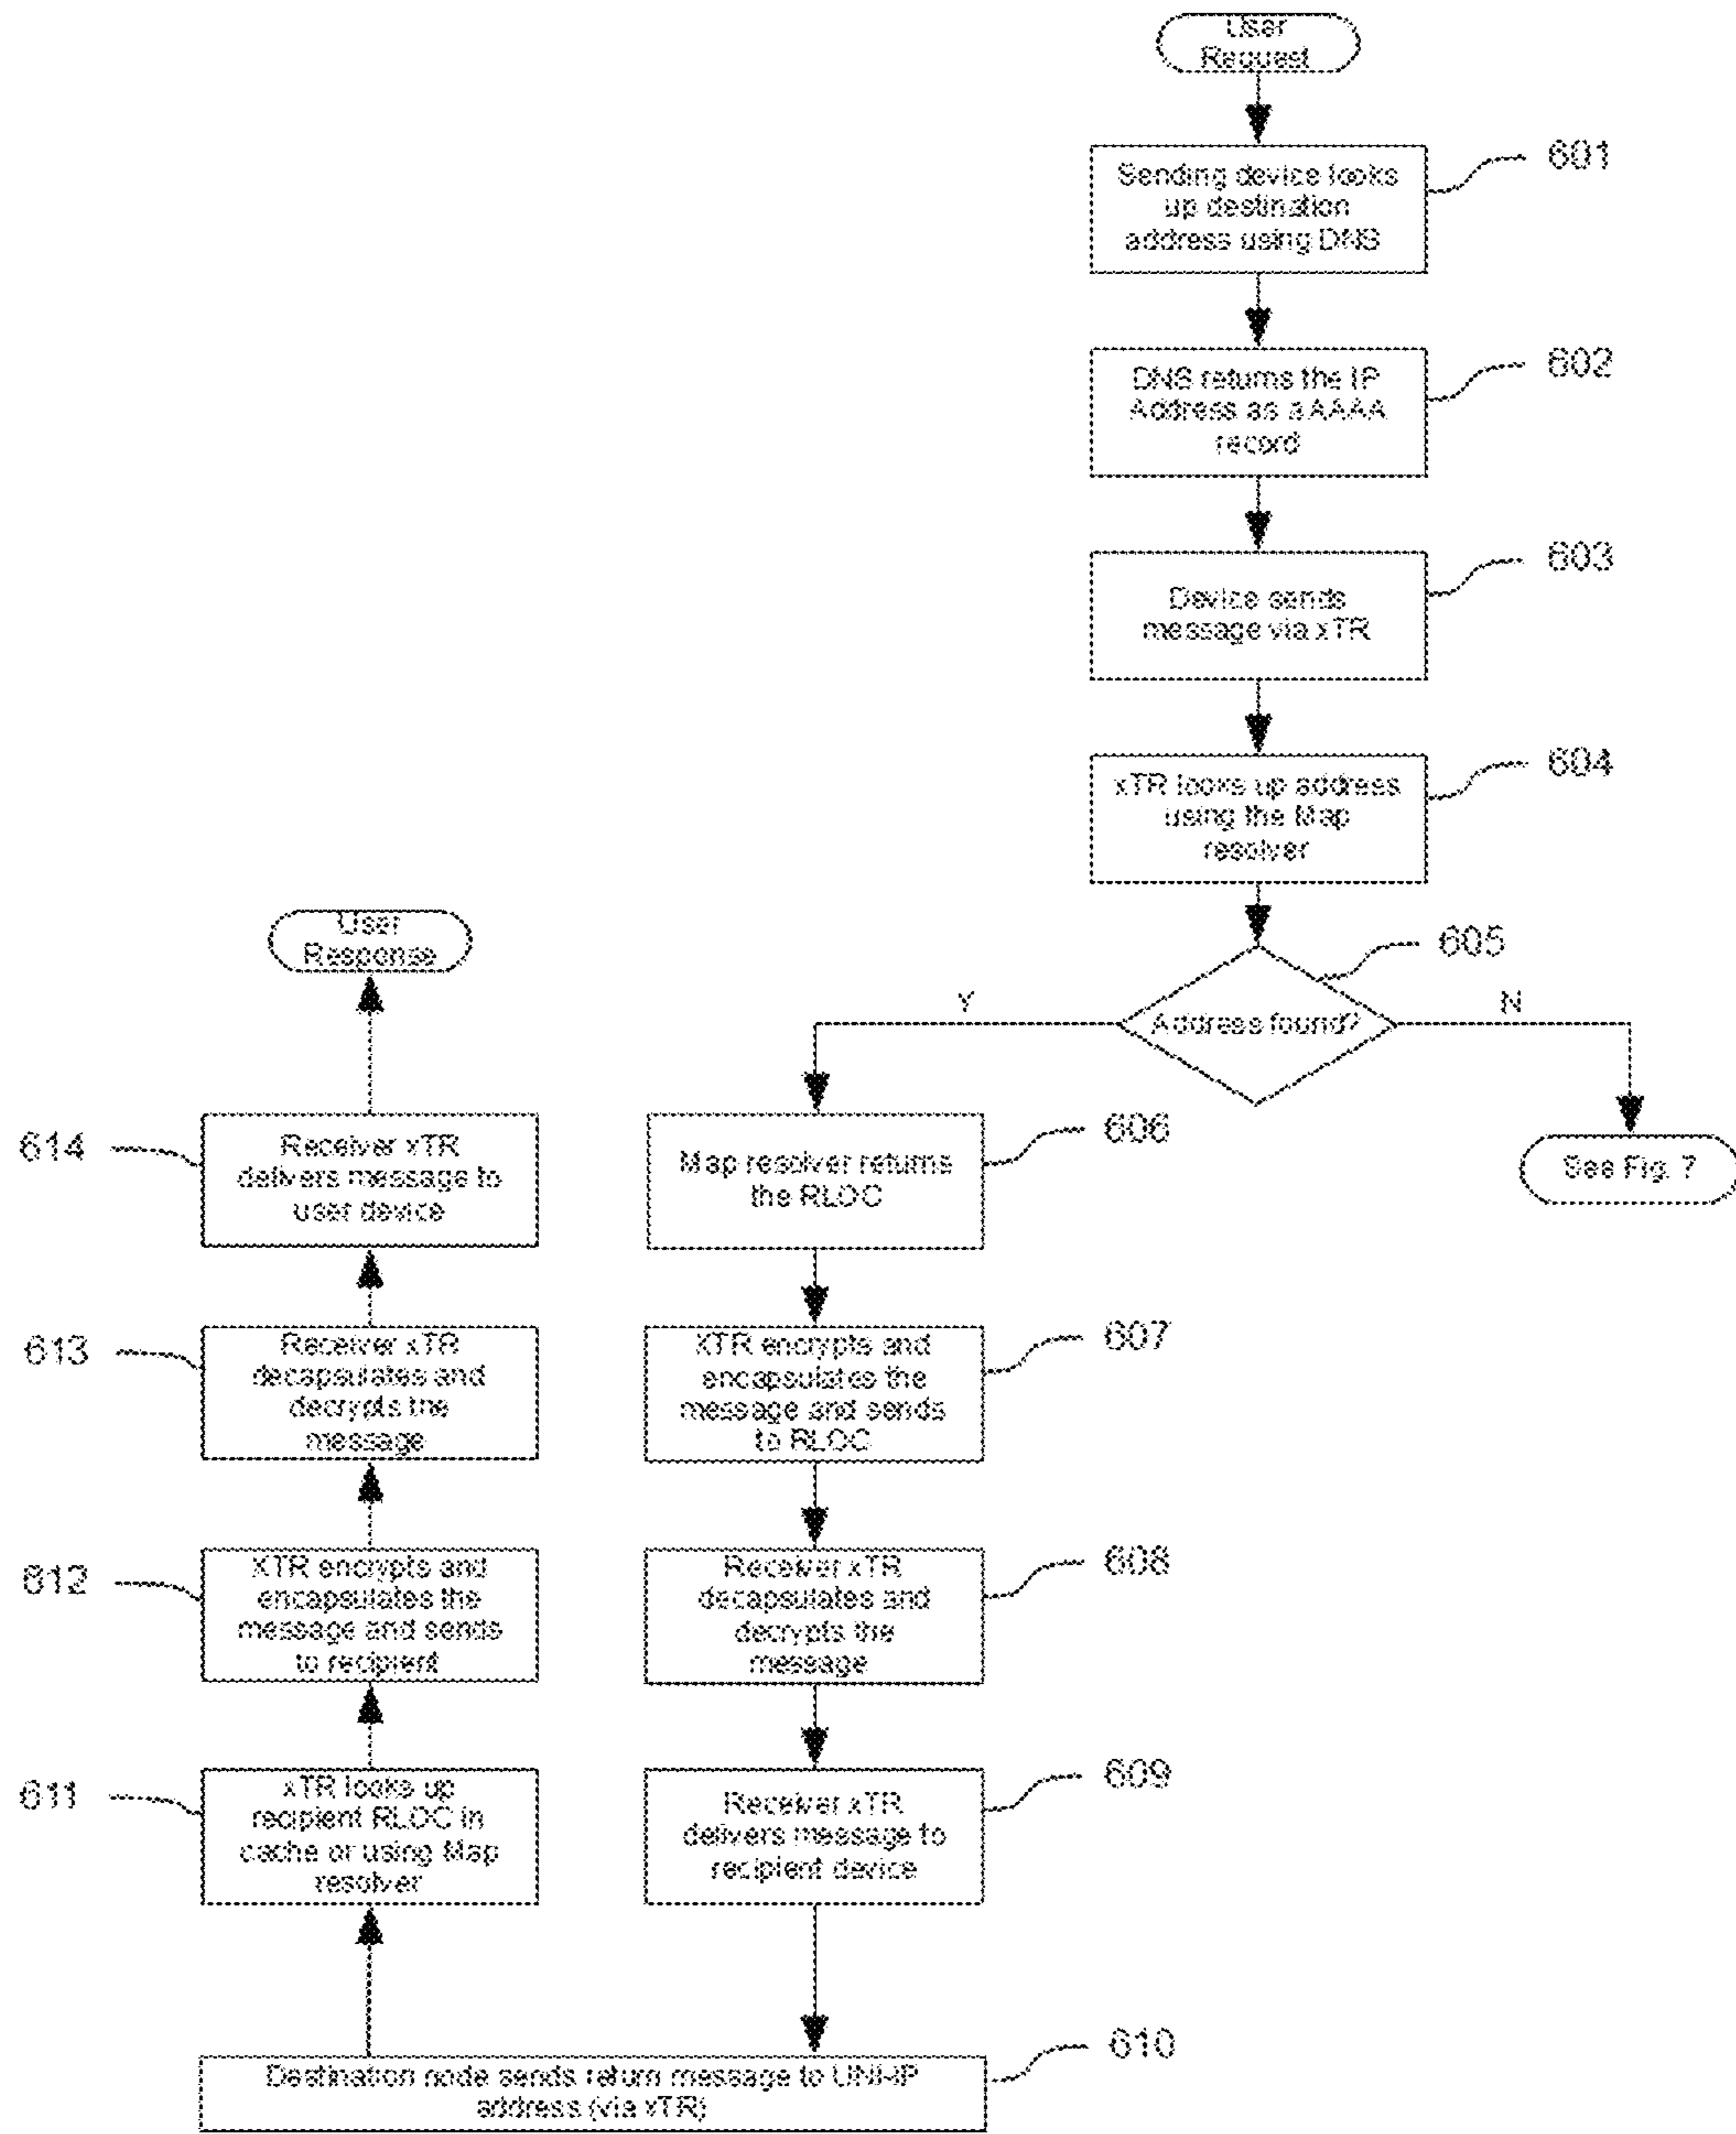 User
Request
601
Sending device looks
up destination
address using DNS
602
DNS returns the IP
Address as a AAAA
record
603
Device sends
message via xTR
604
xTR looks up address
using the Map
resolver
605
Address found?
Y
N
See Fig. 7
606
Map resolver returns
the RLOC
607
XTR encrypts and
encapsulates the
message and sends
to RLOC
608
Receiver xTR
decapsulates and
decrypts the
message
609
Receiver xTR
delivers message to
recipient device
610
Destination node sends return message to UNI-IP
address (via xTR)
611
xTR looks up
recipient RLOC in
cache or using Map
resolver
612
XTR encrypts and
encapsulates the
message and sends
to recipient
613
Receiver xTR
decapsulates and
decrypts the
message
614
Receiver xTR
delivers message to
user device
User
Response